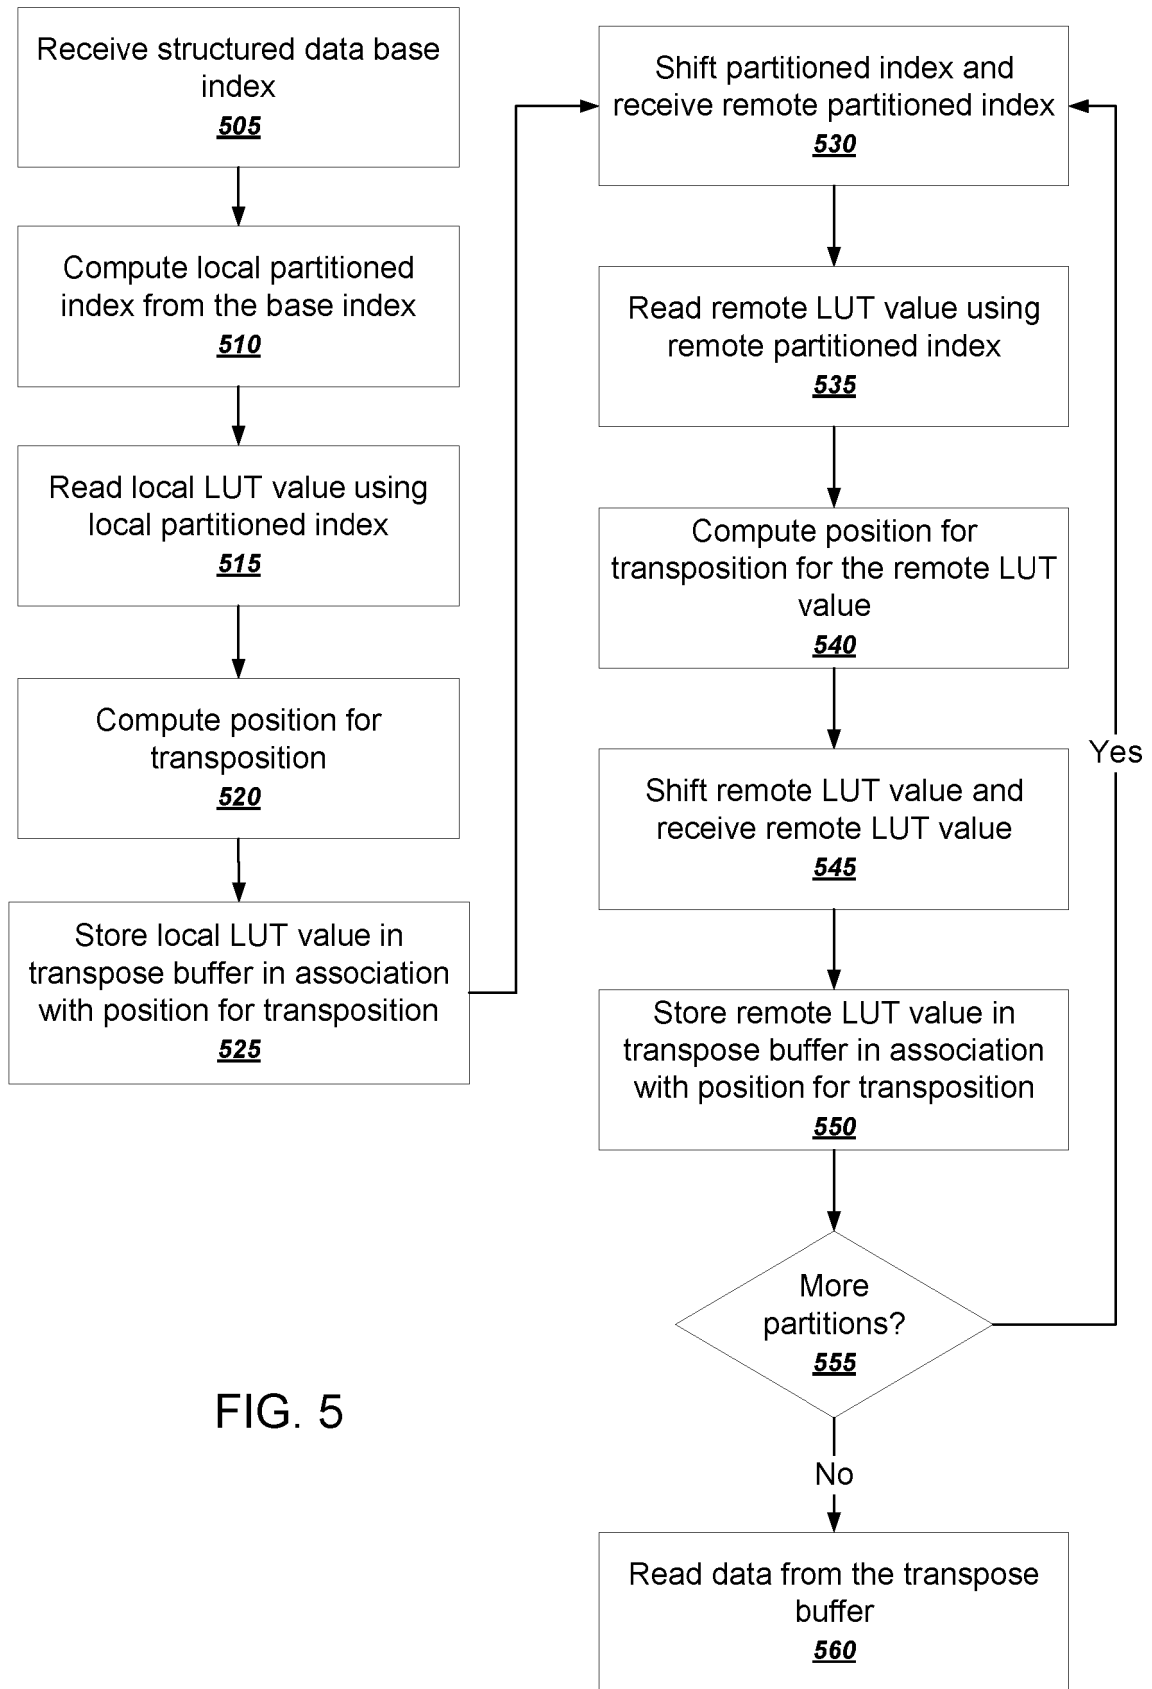 Receive structured data base
index
505
Compute local partitioned
index from the base index
510
Read local LUT value using
local partitioned index
515
Compute position for
transposition
520
Store local LUT value in
transpose buffer in association
with position for transposition
525
Shift partitioned index and
receive remote partitioned index
530
Read remote LUT value using
remote partitioned index
535
Compute position for
transposition for the remote LUT
value
540
Shift remote LUT value and
receive remote LUT value
545
Store remote LUT value in
transpose buffer in association
with position for transposition
550
More
partitions?
555
Yes
No
Read data from the transpose
buffer
560
FIG. 5